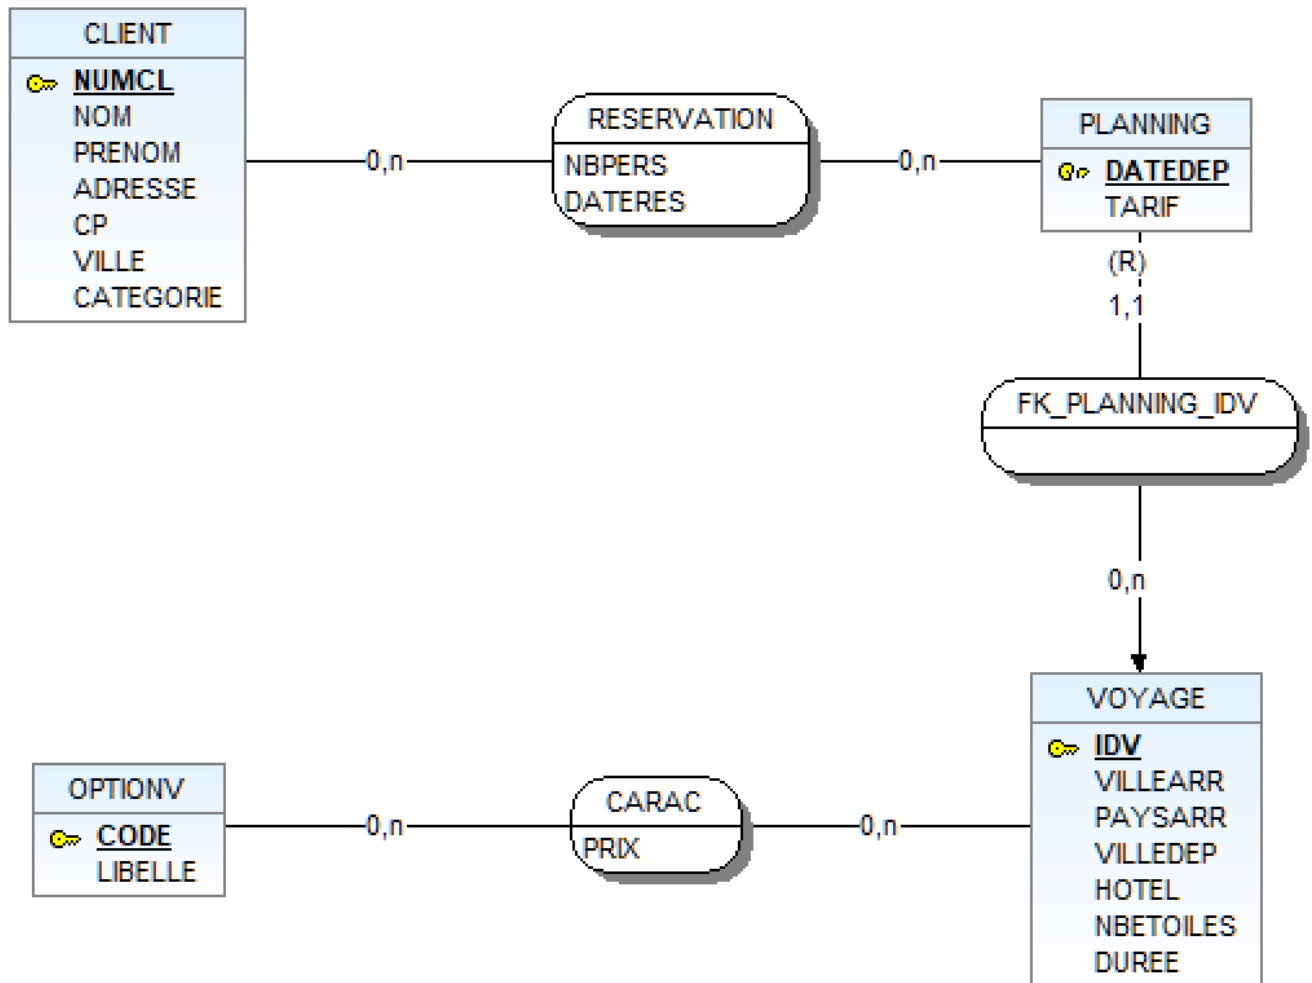 CLIENT
NUMCL
NOM
PRENOM
ADRESSE
CP
VILLE
CATEGORIE
0,n
RESERVATION
NBPERS
DATERES
0,n
PLANNING
DATEDEP
TARIF
(R)
1,1
FK_PLANNING_IDV
0,n
OPTIONV
CODE
LIBELLE
0,n
CARAC
PRIX
0,n
VOYAGE
IDV
VILLEARR
PAYSARR
VILLEDEP
HOTEL
NBETOILES
DUREE